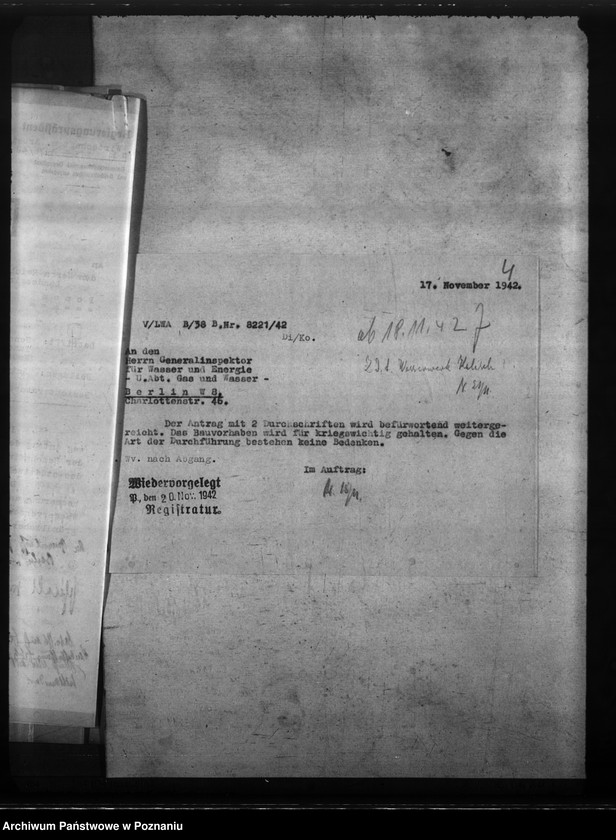 4
17. November 1942.
V/LWA B/38 B.Nr. 8221/42
Di/Ko.
ab 18.11.42
An den
Herrn Generalinspektor
für Wasser und Energie
- U.Abt. Gas und Wasser -
Berlin W 8.
Charlottenstr. 46.
Der Antrag mit 2 Durchschriften wird befürwortend weiterge-
reicht. Das Bauvorhaben wird für kriegswichtig gehalten. Gegen die
Art der Durchführung bestehen keine Bedenken.
Wv. nach Abgang.
Im Auftrag:
Wiedervorgelegt
P., den 20. Nov. 1942
Registratur.
Archiwum Państwowe w Poznaniu